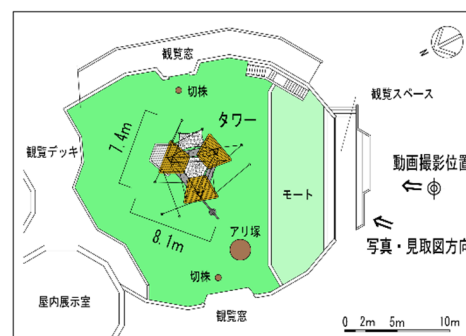 観覧窓
切株
タワー
観覧スペース
7.4m
観覧デッキ
動画撮影位置
モート
8.1m
アリ塚
写真・見取図方向
切株
屋内展示室
観覧窓
0 2m 5m 10m